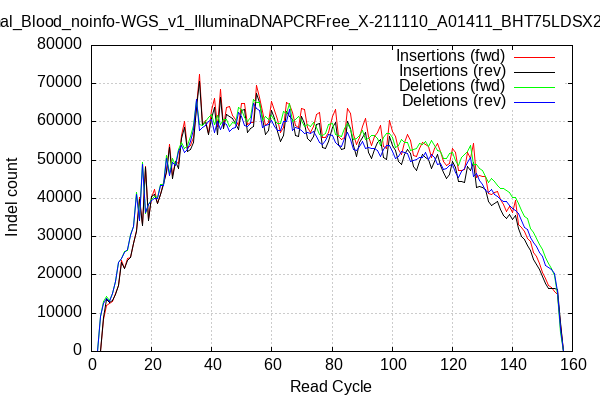 al_Blood_noinfo-WGS_v1_IlluminaDNAPCRFree_X-211110_A01411_BHT75LDSX2
80000
70000
60000
50000
40000
30000
20000
10000
0
Indel count
Insertions (fwd)
Insertions (rev)
Deletions (fwd)
Deletions (rev)
0 20 40 60 80 100 120 140 160
Read Cycle